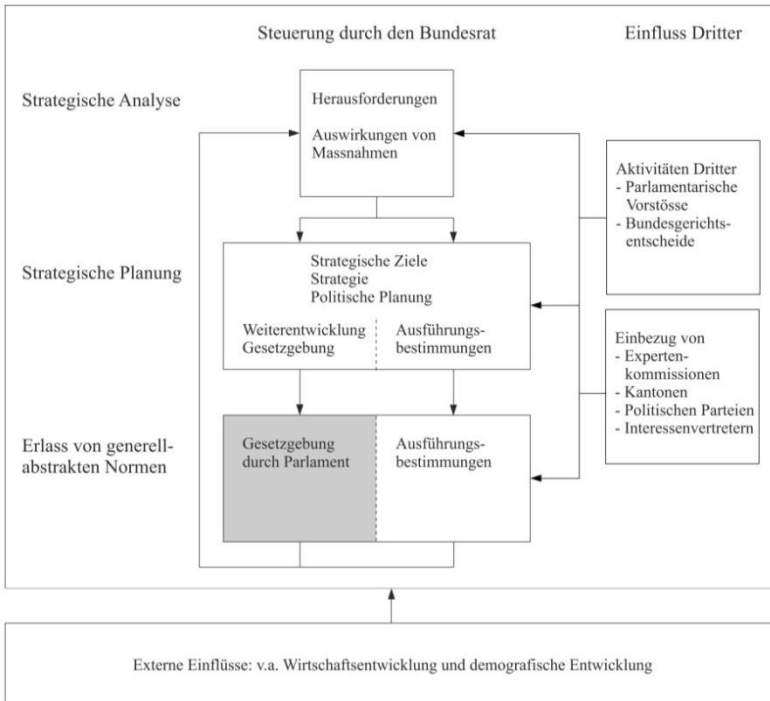 Steuerung durch den Bundesrat
Einfluss Dritter
Strategische Analyse
Herausforderungen
Auswirkungen von
Massnahmen
Aktivitäten Dritter
- Parlamentarische
Vorstösse
- Bundesgerichts-
entscheide
Strategische Planung
Strategische Ziele
Strategie
Politische Planung
Weiterentwicklung
Gesetzgebung
Ausführungs-
bestimmungen
Einbezug von
- Experten-
kommissionen
- Kantonen
- Politischen Parteien
- Interessenvertretern
Erlass von generell-
abstrakten Normen
Gesetzgebung
durch Parlament
Ausführungs-
bestimmungen
Externe Einflüsse: v.a. Wirtschaftsentwicklung und demografische Entwicklung